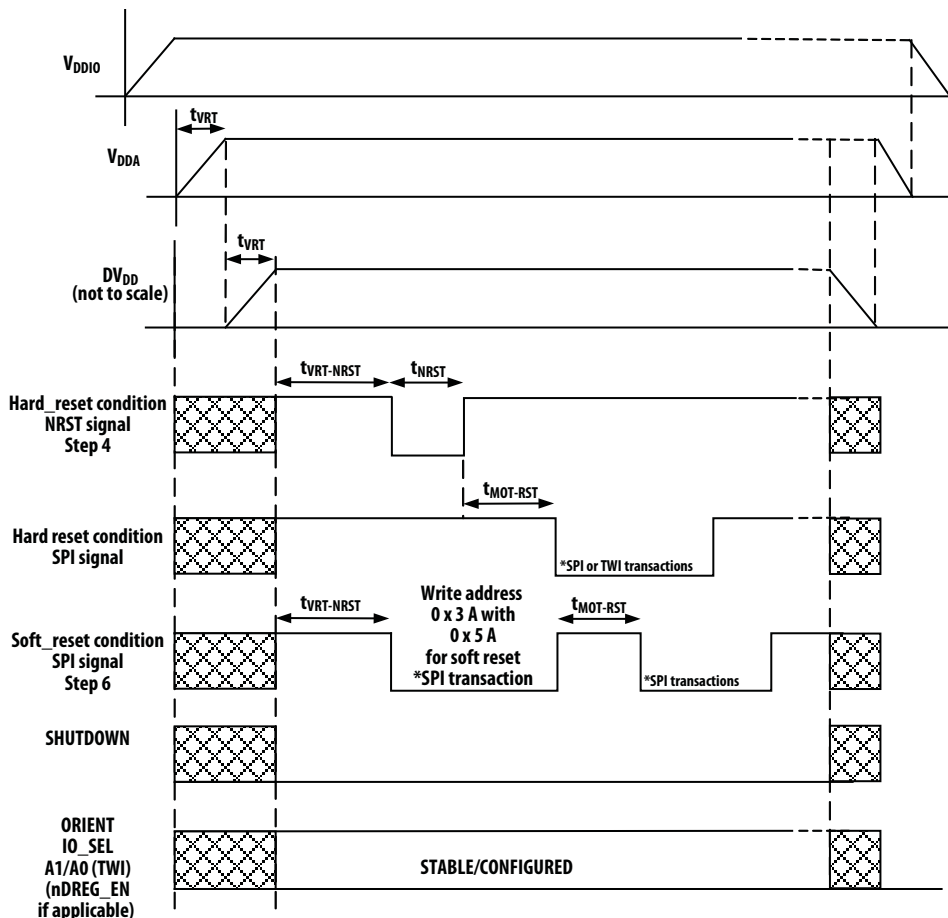 VDDIO
tVRT
VDDA
tVRT
DVDD
(not to scale)
tVRT-NRST
tNRST
Hard_reset condition
NRST signal
Step 4
tMOT-RST
Hard reset condition
SPI signal
*SPI or TWI transactions
Write address
0 x 3 A with
0 x 5 A
for soft reset
*SPI transaction
tVRT-NRST
tMOT-RST
Soft_reset condition
SPI signal
Step 6
*SPI transactions
SHUTDOWN
ORIENT
IO_SEL
A1/A0 (TWI)
(nDREG_EN
if applicable)
STABLE/CONFIGURED